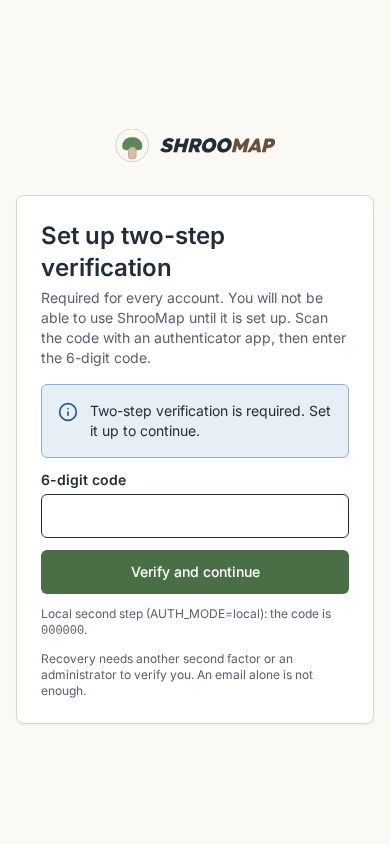 SHROOMAP
Set up two-step
verification
Required for every account. You will not be
able to use ShrooMap until it is set up. Scan
the code with an authenticator app, then enter
the 6-digit code.
Two-step verification is required. Set
it up to continue.
6-digit code
Verify and continue
Local second step (AUTH_MODE=local): the code is
000000.
Recovery needs another second factor or an
administrator to verify you. An email alone is not
enough.